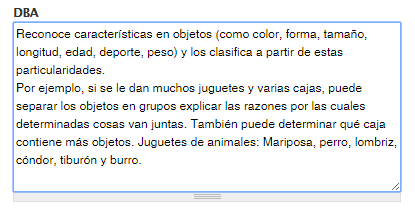 DBA
Reconoce características en objetos (como color, forma, tamaño,
longitud, edad, deporte, peso) y los clasifica a partir de estas
particularidades.
Por ejemplo, si se le dan muchos juguetes y varias cajas, puede
separar los objetos en grupos explicar las razones por las cuales
determinadas cosas van juntas. También puede determinar qué caja
contiene más objetos. Juguetes de animales: Mariposa, perro, lombriz,
cóndor, tiburón y burro.